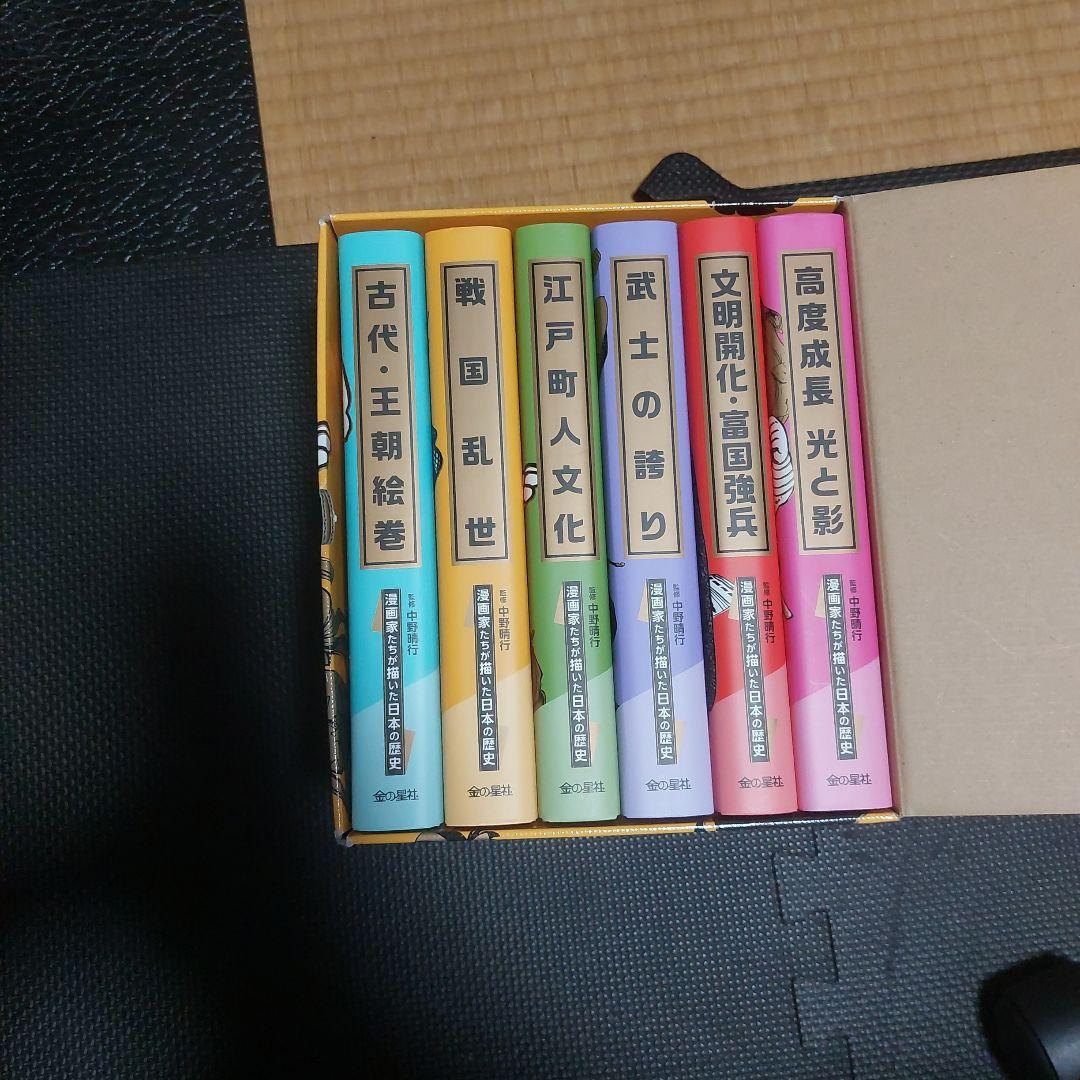 古代・王朝絵巻
監修 中野晴行
漫画家たちが描いた日本の歴史
金の星社
戦国乱世
監修 中野晴行
漫画家たちが描いた日本の歴史
金の星社
江戸町人文化
監修 中野晴行
漫画家たちが描いた日本の歴史
金の星社
武士の誇り
監修 中野晴行
漫画家たちが描いた日本の歴史
金の星社
文明開化・富国強兵
監修 中野晴行
漫画家たちが描いた日本の歴史
金の星社
高度成長 光と影
監修 中野晴行
漫画家たちが描いた日本の歴史
金の星社